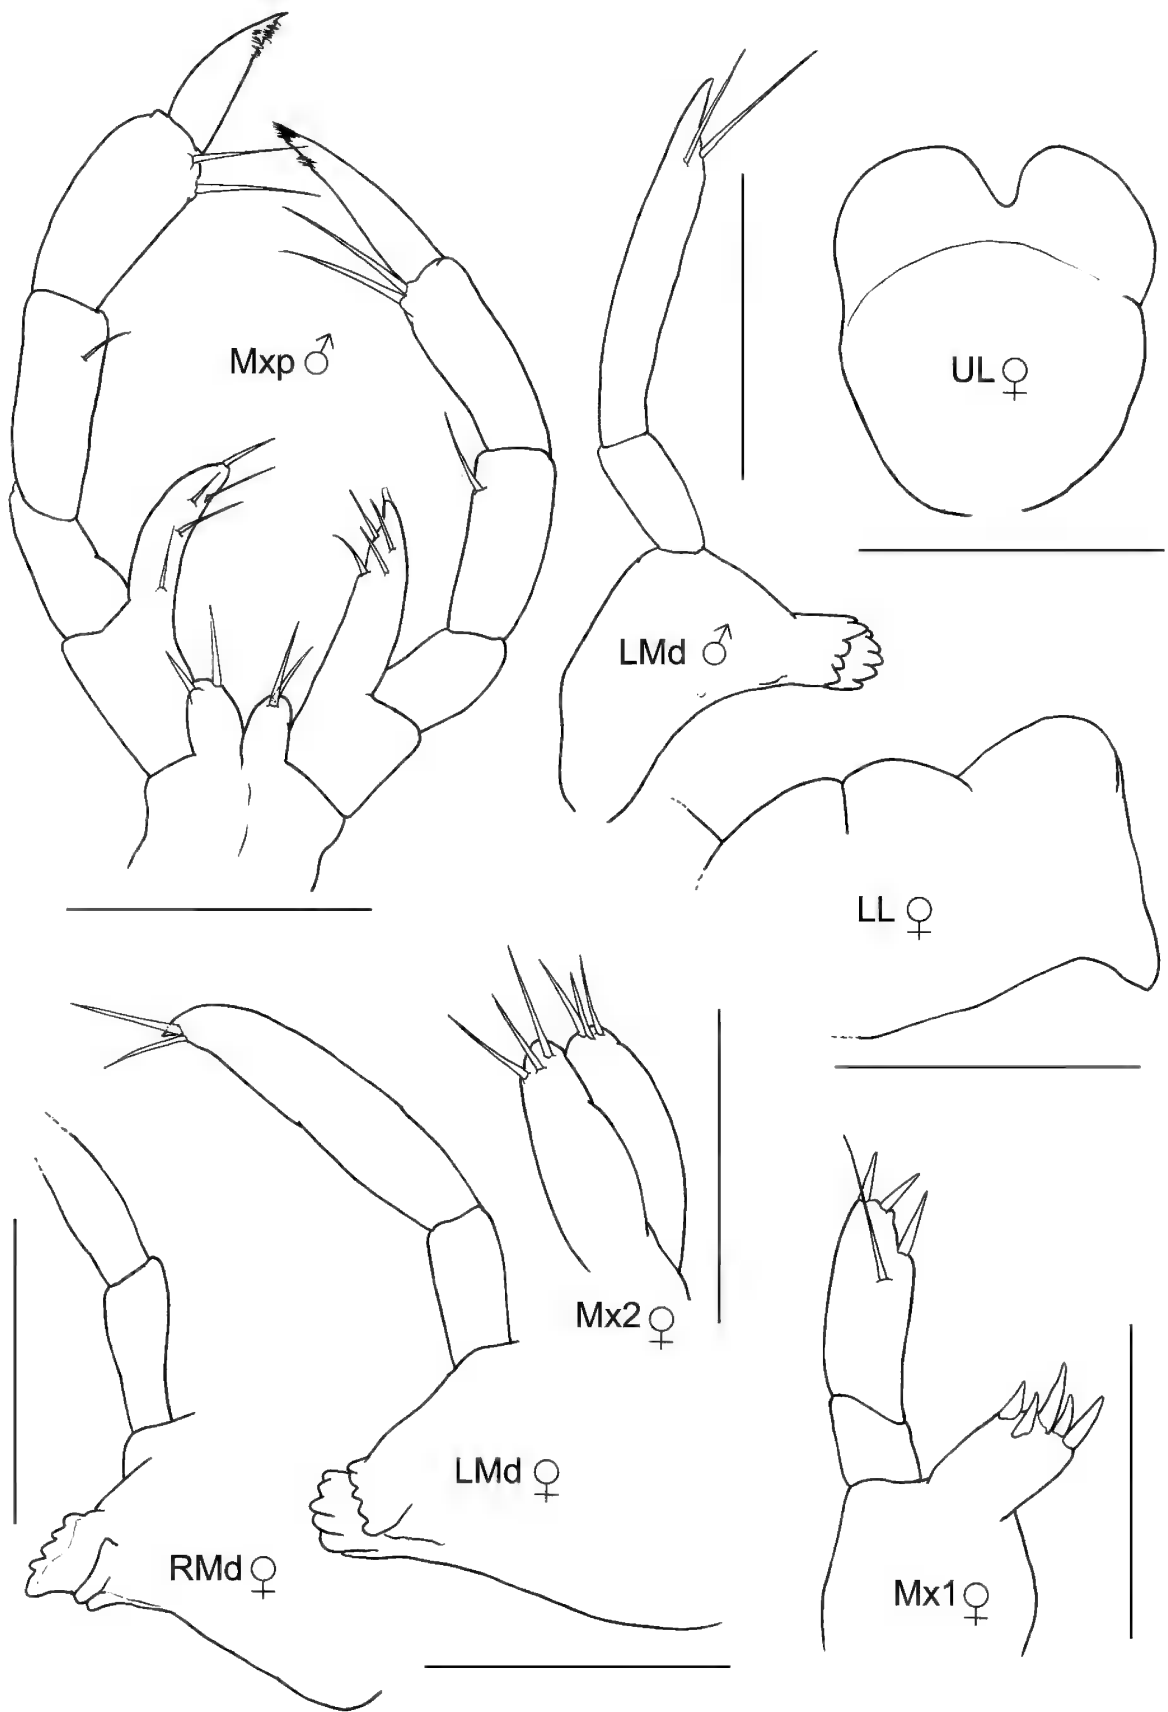 Mxp ♂
UL ♀
LMd ♂
LL ♀
Mx2 ♀
LMd ♀
RMd ♀
Mx1 ♀